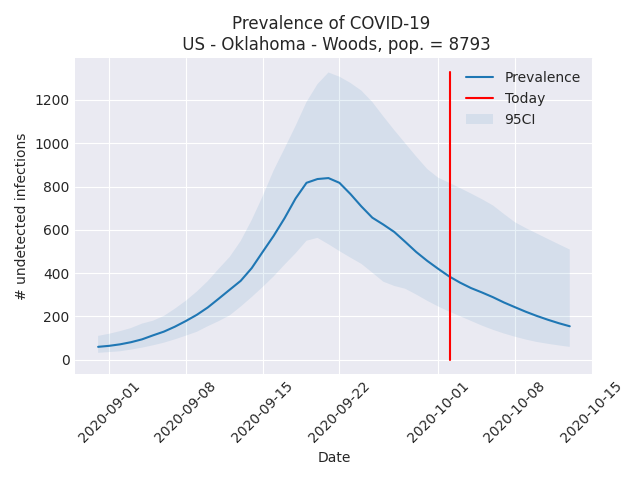 Prevalence of COVID-19
US - Oklahoma - Woods, pop. = 8793
Prevalence
Today
95CI
# undetected infections
1200
1000
800
600
400
200
0
2020-09-01
2020-09-08
2020-09-15
2020-09-22
2020-10-01
2020-10-08
2020-10-15
Date